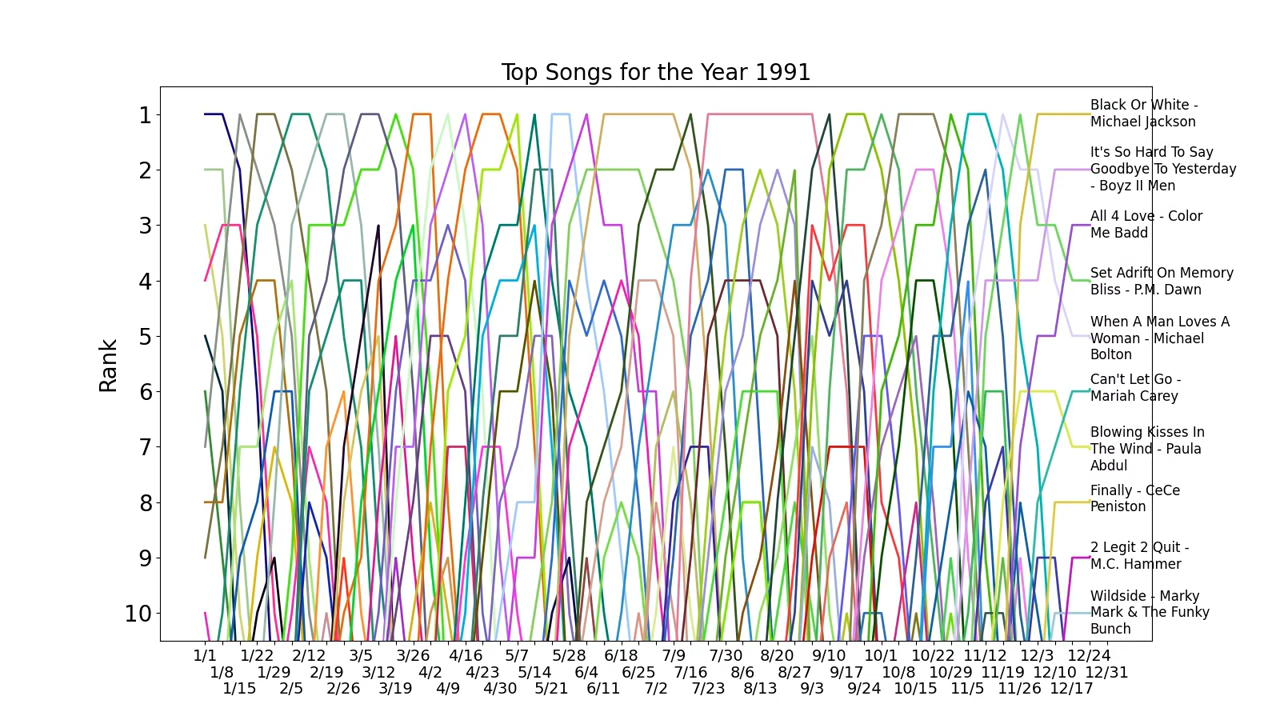 Top Songs for the Year 1991
Rank
1
2
3
4
5
6
7
8
9
10
Black Or White -
Michael Jackson
It's So Hard To Say
Goodbye To Yesterday
- Boyz II Men
All 4 Love - Color
Me Badd
Set Adrift On Memory
Bliss - P.M. Dawn
When A Man Loves A
Woman - Michael
Bolton
Can't Let Go -
Mariah Carey
Blowing Kisses In
The Wind - Paula
Abdul
Finally - CeCe
Peniston
2 Legit 2 Quit -
M.C. Hammer
Wildside - Marky
Mark & The Funky
Bunch
1/1 1/22 2/12 3/5 3/26 4/16 5/7 5/28 6/18 7/9 7/30 8/20 9/10 10/1 10/22 11/12 12/3 12/24
1/8 1/29 2/19 3/12 4/2 4/23 5/14 6/4 6/25 7/16 8/6 8/27 9/17 10/8 10/29 11/19 12/10 12/31
1/15 2/5 2/26 3/19 4/9 4/30 5/21 6/11 7/2 7/23 8/13 9/3 9/24 10/15 11/5 11/26 12/17